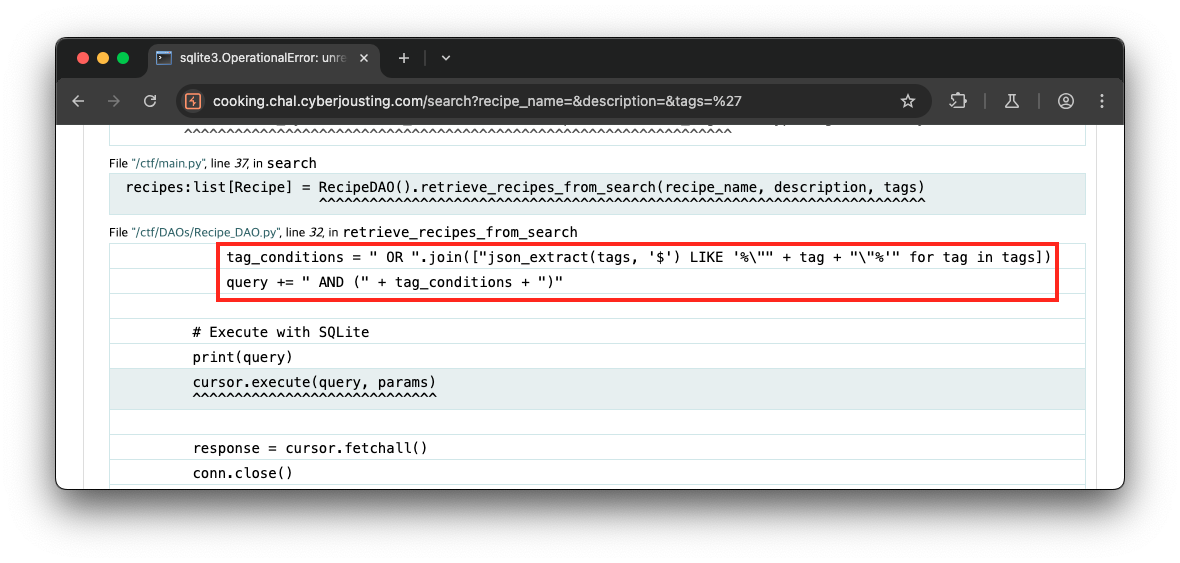 sqlite3.OperationalError: unre
cooking.chal.cyberjousting.com/search?recipe_name=&description=&tags=%27
^^^^^^^^^^^^^^^^^^^^^^^^^^^^^^^^^^^^^^^^^^^^^^^^^^^^^^^^^^^^^^^^^
File "/ctf/main.py", line 37, in search
recipes:list[Recipe] = RecipeDAO().retrieve_recipes_from_search(recipe_name, description, tags)
^^^^^^^^^^^^^^^^^^^^^^^^^^^^^^^^^^^^^^^^^^^^^^^^^^^^^^^^^^^^^^^^^^^^^^^^
File "/ctf/DAOs/Recipe_DAO.py", line 32, in retrieve_recipes_from_search
tag_conditions = " OR ".join(["json_extract(tags, '$') LIKE '%\"" + tag + "\"%'" for tag in tags])
query += " AND (" + tag_conditions + ")"
# Execute with SQLite
print(query)
cursor.execute(query, params)
^^^^^^^^^^^^^^^^^^^^^^^^^^^^^
response = cursor.fetchall()
conn.close()